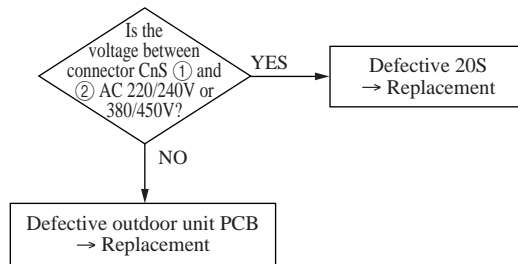 Is the
voltage between
connector CnS ① and
② AC 220/240V or
380/450V?
YES
Defective 20S
→ Replacement
NO
Defective outdoor unit PCB
→ Replacement